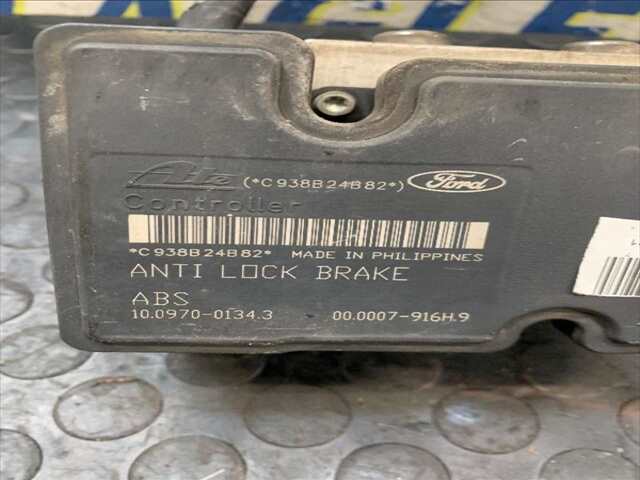 Ate (*C938B24B82*) Ford
Controller
*C938B24B82* MADE IN PHILIPPINES
ANTI LOCK BRAKE
ABS
10.0970-0134.3 00.0007-916H.9